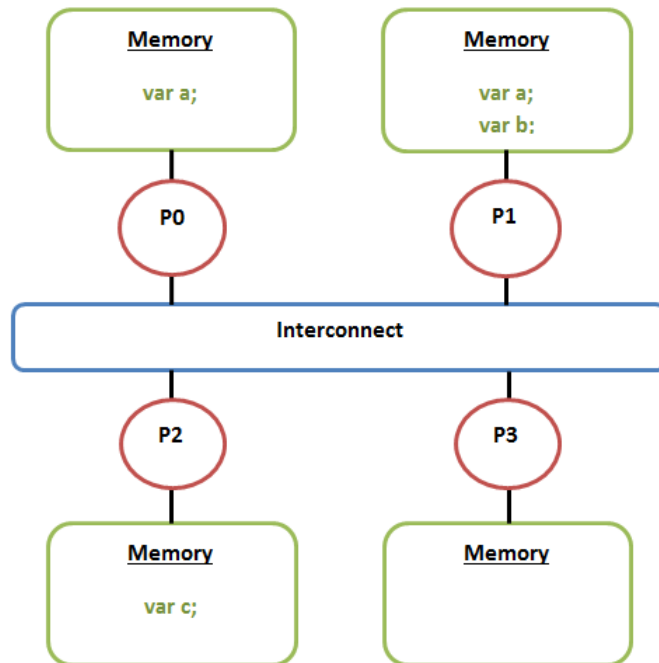 Memory
var a;
Memory
var a;
var b;
P0
P1
Interconnect
P2
P3
Memory
var c;
Memory